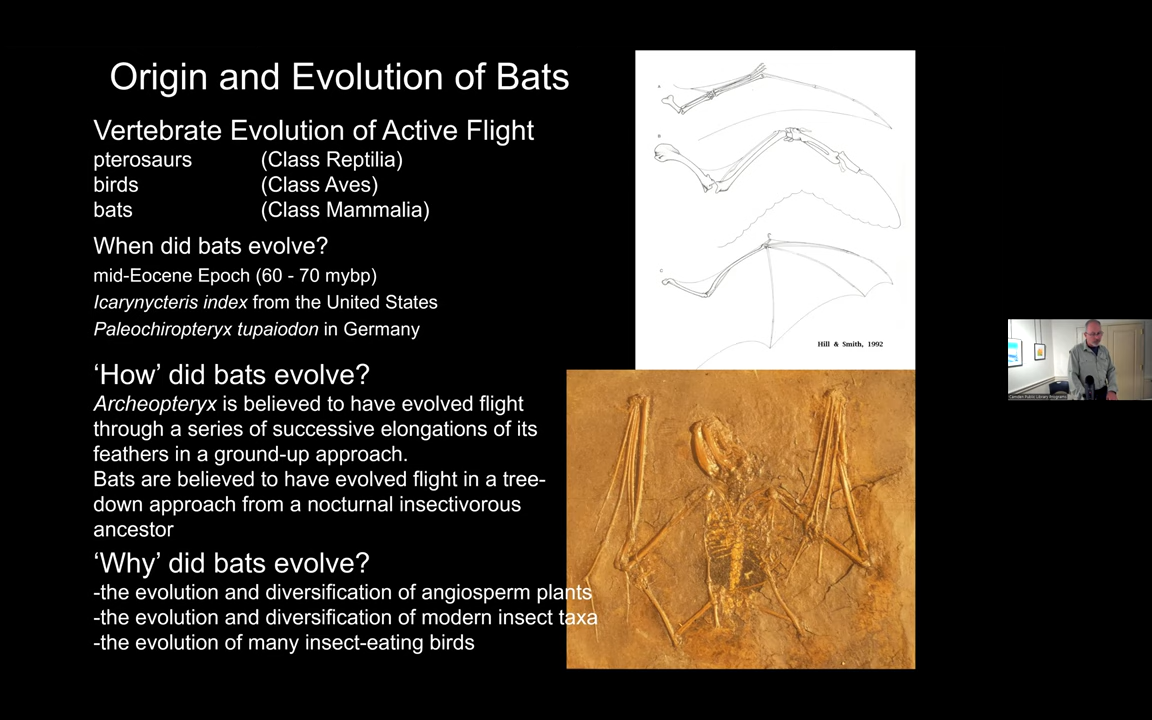 Origin and Evolution of Bats
Vertebrate Evolution of Active Flight
pterosaurs (Class Reptilia)
birds (Class Aves)
bats (Class Mammalia)
When did bats evolve?
mid-Eocene Epoch (60 - 70 mybp)
Icarynycteris index from the United States
Paleochiropteryx tupaiodon in Germany
‘How’ did bats evolve?
Archeopteryx is believed to have evolved flight
through a series of successive elongations of its
feathers in a ground-up approach.
Bats are believed to have evolved flight in a tree-
down approach from a nocturnal insectivorous
ancestor
‘Why’ did bats evolve?
-the evolution and diversification of angiosperm plants
-the evolution and diversification of modern insect taxa
-the evolution of many insect-eating birds
A
B
C
Hill & Smith, 1992
Camden Public Library Programs